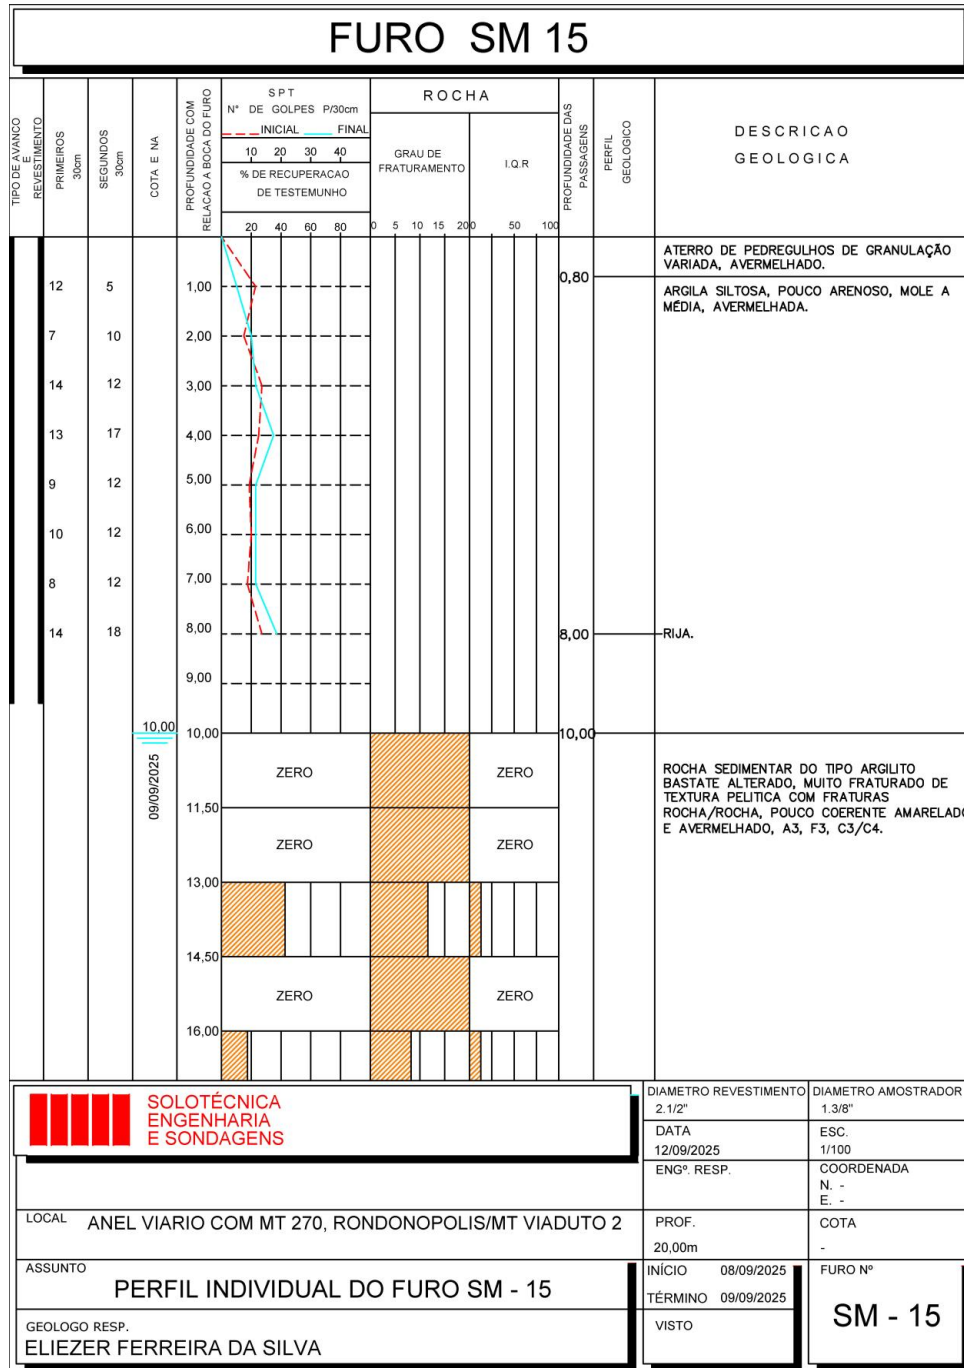 FURO SM 15
TIPO DE AVANCO
E
REVESTIMENTO
PRIMEIROS
30cm
SEGUNDOS
30cm
COTA E NA
PROFUNDIDADE COM
RELACAO A BOCA DO FURO
SPT
N° DE GOLPES P/30cm
INICIAL FINAL
10 20 30 40
% DE RECUPERACAO
DE TESTEMUNHO
20 40 60 80
ROCHA
GRAU DE
FRATURAMENTO
0 5 10 15 20
I.Q.R
0 50 100
PROFUNDIDADE DAS
PASSAGENS
PERFIL
GEOLOGICO
DESCRICAO
GEOLOGICA
ATERRO DE PEDREGULHOS DE GRANULAÇÃO
VARIADA, AVERMELHADO.
0,80
12 5 1,00
ARGILA SILTOSA, POUCO ARENOSO, MOLE A
MÉDIA, AVERMELHADA.
7 10 2,00
14 12 3,00
13 17 4,00
9 12 5,00
10 12 6,00
8 12 7,00
14 18 8,00 8,00 RIJA.
9,00
10,00 10,00 10,00
09/09/2025
ZERO ZERO
ROCHA SEDIMENTAR DO TIPO ARGILITO
BASTATE ALTERADO, MUITO FRATURADO DE
TEXTURA PELITICA COM FRATURAS
ROCHA/ROCHA, POUCO COERENTE AMARELADO
E AVERMELHADO, A3, F3, C3/C4.
11,50
ZERO ZERO
13,00
14,50
ZERO ZERO
16,00
SOLOTÉCNICA
ENGENHARIA
E SONDAGENS
DIAMETRO REVESTIMENTO
2.1/2"
DIAMETRO AMOSTRADOR
1.3/8"
DATA
12/09/2025
ESC.
1/100
ENGº. RESP.
COORDENADA
N. -
E. -
LOCAL ANEL VIARIO COM MT 270, RONDONOPOLIS/MT VIADUTO 2
PROF.
20,00m
COTA
-
ASSUNTO
PERFIL INDIVIDUAL DO FURO SM - 15
INÍCIO 08/09/2025
TÉRMINO 09/09/2025
FURO Nº
SM - 15
GEOLOGO RESP.
ELIEZER FERREIRA DA SILVA
VISTO